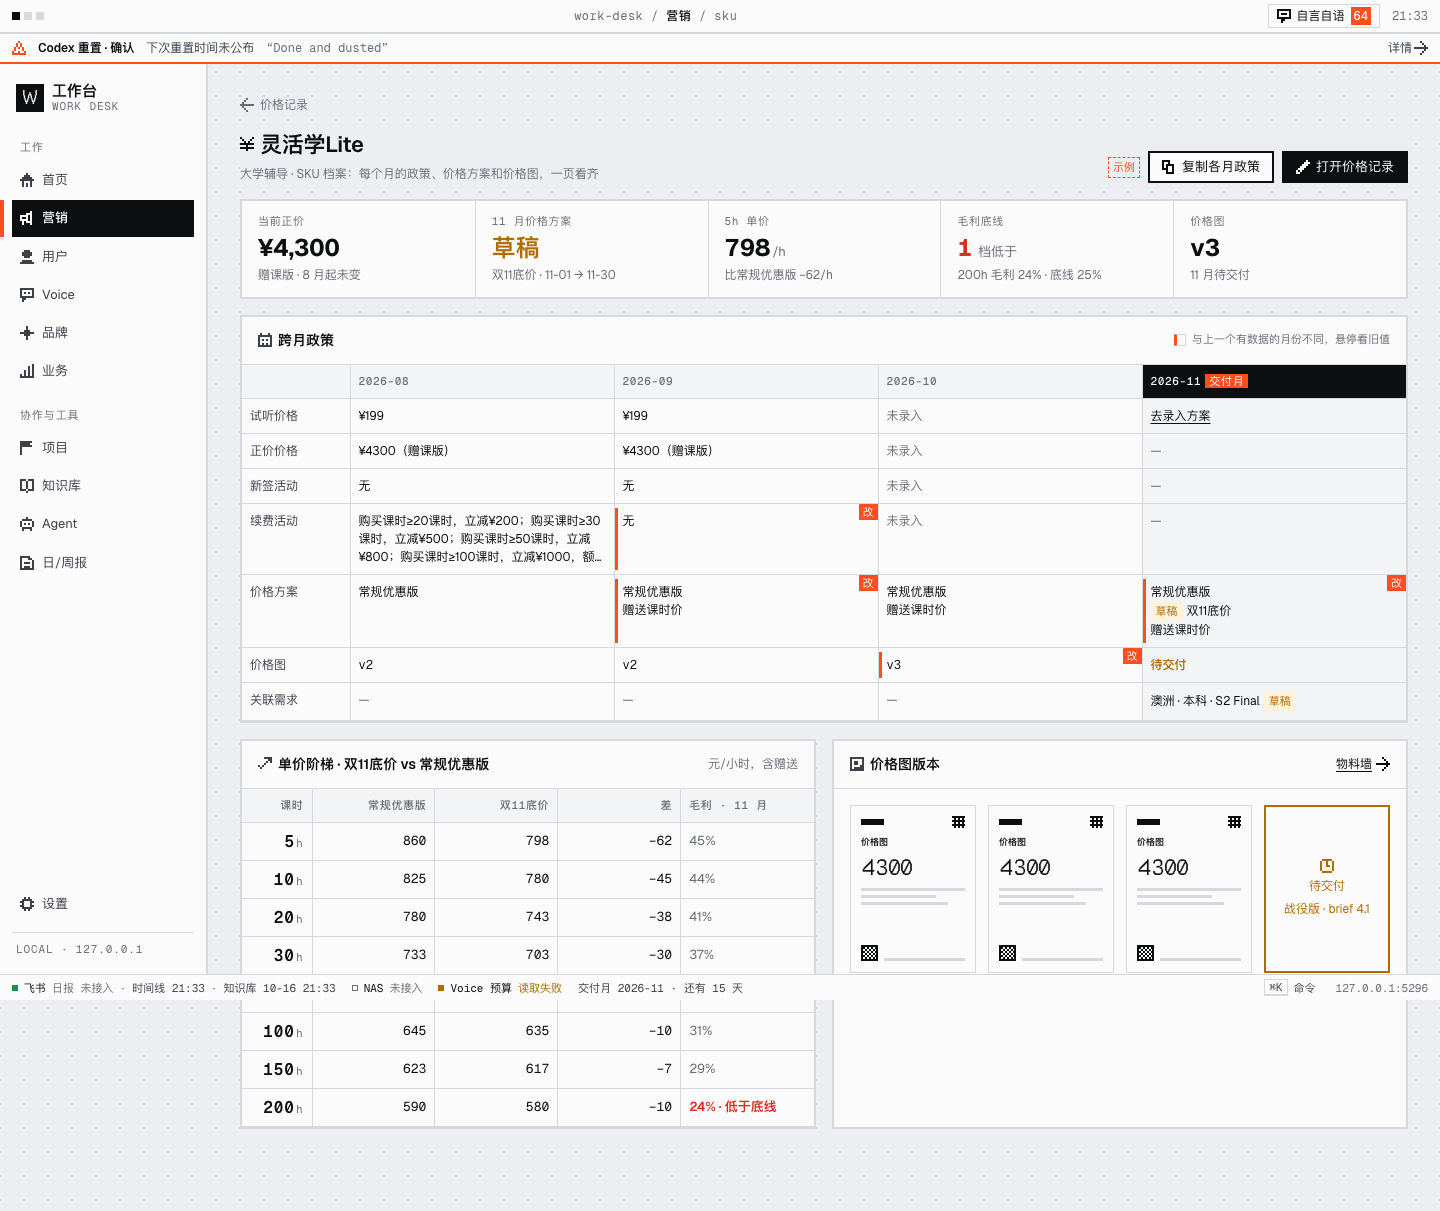 work-desk / 营销 / sku
自言自语 64
21:33
Codex 重置 · 确认 下次重置时间未公布 “Done and dusted”
详情
W 工作台
WORK DESK
工作
首页
营销
用户
Voice
品牌
业务
协作与工具
项目
知识库
Agent
日/周报
设置
LOCAL · 127.0.0.1
价格记录
¥ 灵活学Lite
大学辅导 · SKU 档案：每个月的政策、价格方案和价格图，一页看齐
示例
复制各月政策
打开价格记录
当前正价
¥4,300
赠课版 · 8 月起未变
11 月价格方案
草稿
双11底价 · 11-01 → 11-30
5h 单价
798 /h
比常规优惠版 −62/h
毛利底线
1 档低于
200h 毛利 24% · 底线 25%
价格图
v3
11 月待交付
跨月政策
与上一个有数据的月份不同，悬停看旧值
2026-08 2026-09 2026-10 2026-11 交付月
试听价格 ¥199 ¥199 未录入 去录入方案
正价价格 ¥4300（赠课版） ¥4300（赠课版） 未录入 —
新签活动 无 无 未录入 —
续费活动
购买课时≥20课时，立减¥200；购买课时≥30
课时，立减¥500；购买课时≥50课时，立减
¥800；购买课时≥100课时，立减¥1000，额...
无 改
未录入
—
价格方案
常规优惠版
常规优惠版 改
赠送课时价
常规优惠版
赠送课时价
常规优惠版 改
草稿 双11底价
赠送课时价
价格图 v2 v2 v3 改 待交付
关联需求 — — — 澳洲 · 本科 · S2 Final 草稿
单价阶梯 · 双11底价 vs 常规优惠版
元/小时，含赠送
课时 常规优惠版 双11底价 差 毛利 · 11 月
5 h 860 798 −62 45%
10 h 825 780 −45 44%
20 h 780 743 −38 41%
30 h 733 703 −30 37%
100 h 645 635 −10 31%
150 h 623 617 −7 29%
200 h 590 580 −10 24% · 低于底线
价格图版本
物料墙
价格图
4300
价格图
4300
价格图
4300
待交付
战役版 · brief 4.1
飞书 日报 未接入 · 时间线 21:33 · 知识库 10-16 21:33 NAS 未接入 Voice 预算 读取失败 交付月 2026-11 · 还有 15 天
⌘K 命令 127.0.0.1:5296